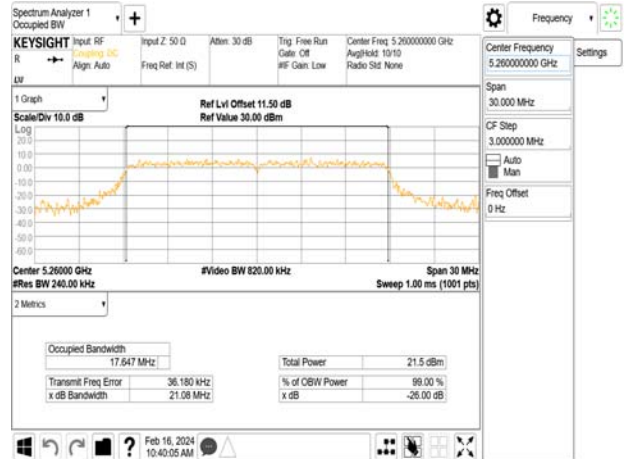 Spectrum Analyzer 1
Occupied BW
Frequency
KEYSIGHT
R
Input: RF
Coupling: DC
Align: Auto
Input Z: 50 Ω
Freq Ref: Int (S)
Atten: 30 dB
Trig: Free Run
Gate: Off
#IF Gain: Low
Center Freq: 5.260000000 GHz
Avg|Hold: 10/10
Radio Std: None
Center Frequency
5.260000000 GHz
Settings
Span
30.000 MHz
CF Step
3.000000 MHz
Auto
Man
Freq Offset
0 Hz
1 Graph
Scale/Div 10.0 dB
Ref Lvl Offset 11.50 dB
Ref Value 30.00 dBm
Log
20.0
10.0
0.00
-10.0
-20.0
-30.0
-40.0
-50.0
-60.0
Center 5.26000 GHz
#Res BW 240.00 kHz
#Video BW 820.00 kHz
Span 30 MHz
Sweep 1.00 ms (1001 pts)
2 Metrics
Occupied Bandwidth
17.647 MHz
Total Power 21.5 dBm
Transmit Freq Error 36.180 kHz
% of OBW Power 99.00 %
x dB Bandwidth 21.08 MHz
x dB -26.00 dB
Feb 16, 2024
10:40:05 AM